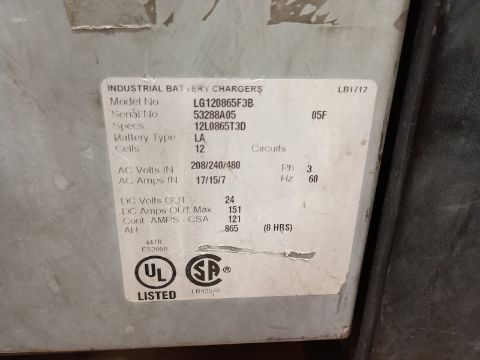 INDUSTRIAL BATTERY CHARGERS LB1712
Model No LG120865F3B
Serial No 53288A05 05F
Specs. 12L0865T3D
Battery Type LA
Cells 12 Circuits
AC Volts IN 208/240/480 Ph 3
AC Amps IN 17/15/7 Hz 60
DC Volts OUT 24
DC Amps OUT Max 151
Cont. AMPS - CSA 121
AH 865 (8 HRS)
447R
UL
SA
LISTED